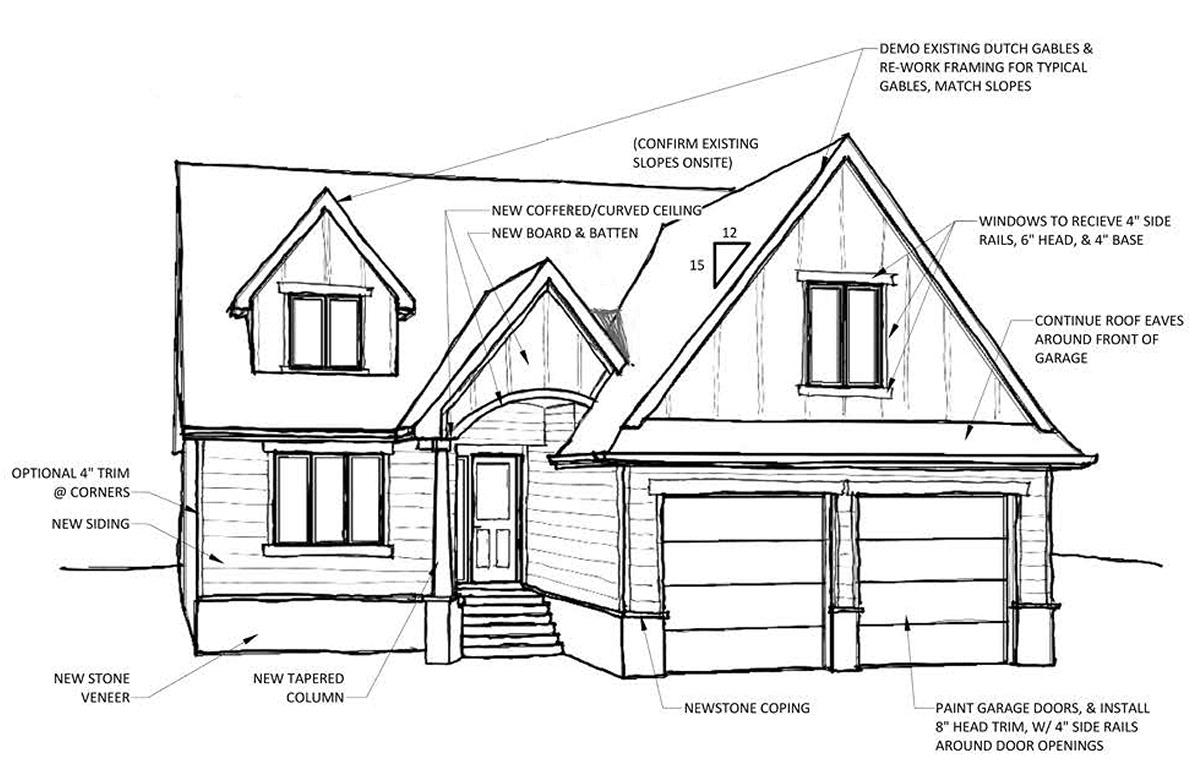 DEMO EXISTING DUTCH GABLES &
RE-WORK FRAMING FOR TYPICAL
GABLES, MATCH SLOPES
(CONFIRM EXISTING
SLOPES ONSITE)
NEW COFFERED/CURVED CEILING
NEW BOARD & BATTEN
12
15
WINDOWS TO RECIEVE 4" SIDE
RAILS, 6" HEAD, & 4" BASE
CONTINUE ROOF EAVES
AROUND FRONT OF
GARAGE
OPTIONAL 4" TRIM
@ CORNERS
NEW SIDING
NEW STONE
VENEER
NEW TAPERED
COLUMN
NEWSTONE COPING
PAINT GARAGE DOORS, & INSTALL
8" HEAD TRIM, W/ 4" SIDE RAILS
AROUND DOOR OPENINGS